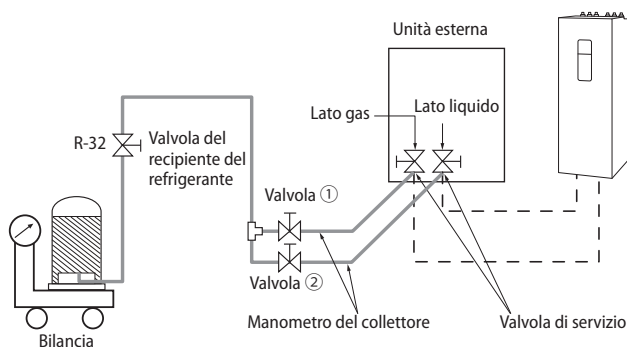 Unità esterna
Lato gas
Lato liquido
R-32
Valvola del
recipiente del
refrigerante
Valvola ①
Valvola ②
Manometro del collettore
Valvola di servizio
Bilancia